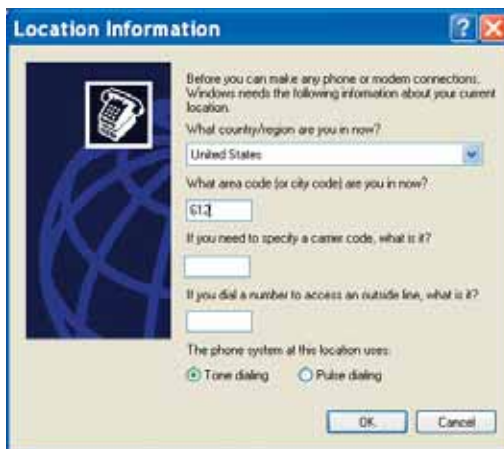 Location Information
Before you can make any phone or modem connections,
Windows needs the following information about your current
location.
What country/region are you in now?
United States
What area code (or city code) are you in now?
612
If you need to specify a carrier code, what is it?
If you dial a number to access an outside line, what is it?
The phone system at this location uses:
Tone dialing Pulse dialing
OK Cancel